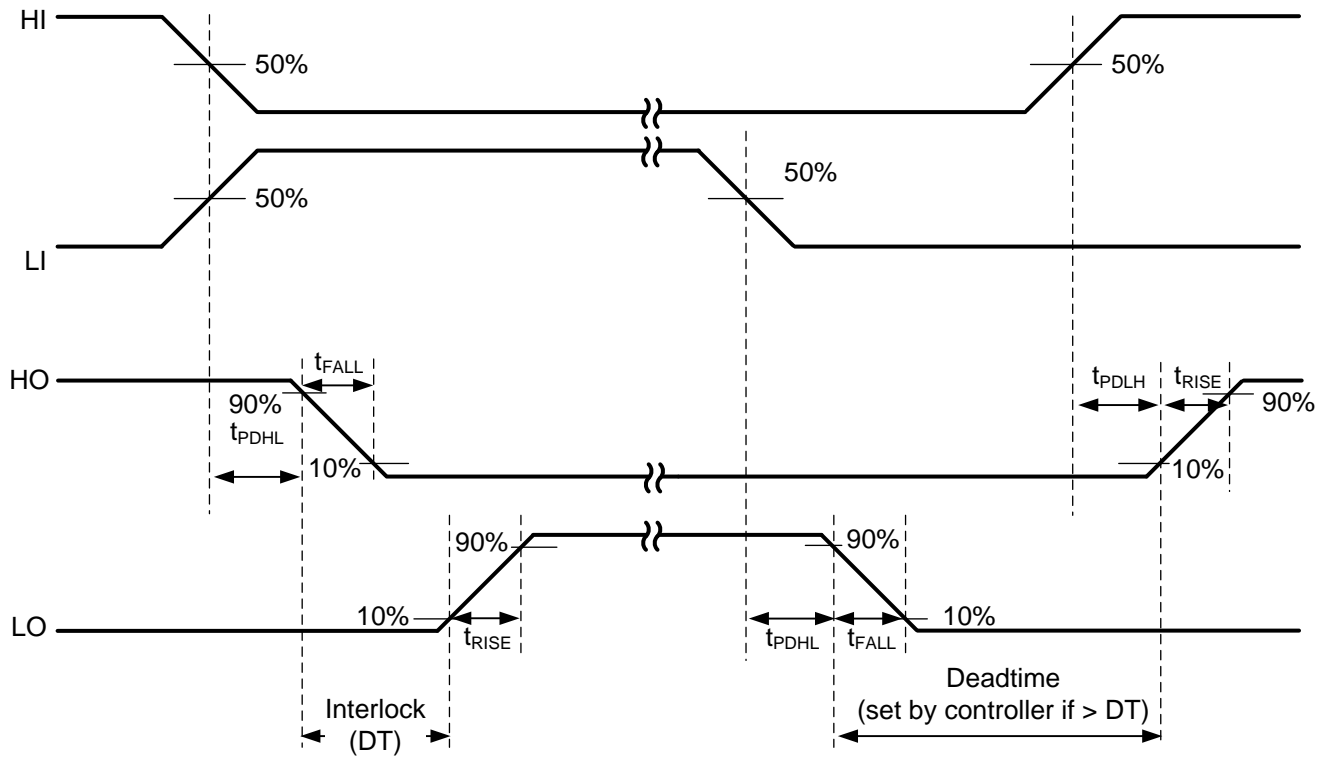 HI
50%
50%
50%
50%
LI
HO
tFALL
90%
tPDHL
10%
tPDLH
tRISE
90%
10%
LO
90%
10%
tRISE
90%
tPDHL
tFALL
10%
Interlock
(DT)
Deadtime
(set by controller if > DT)